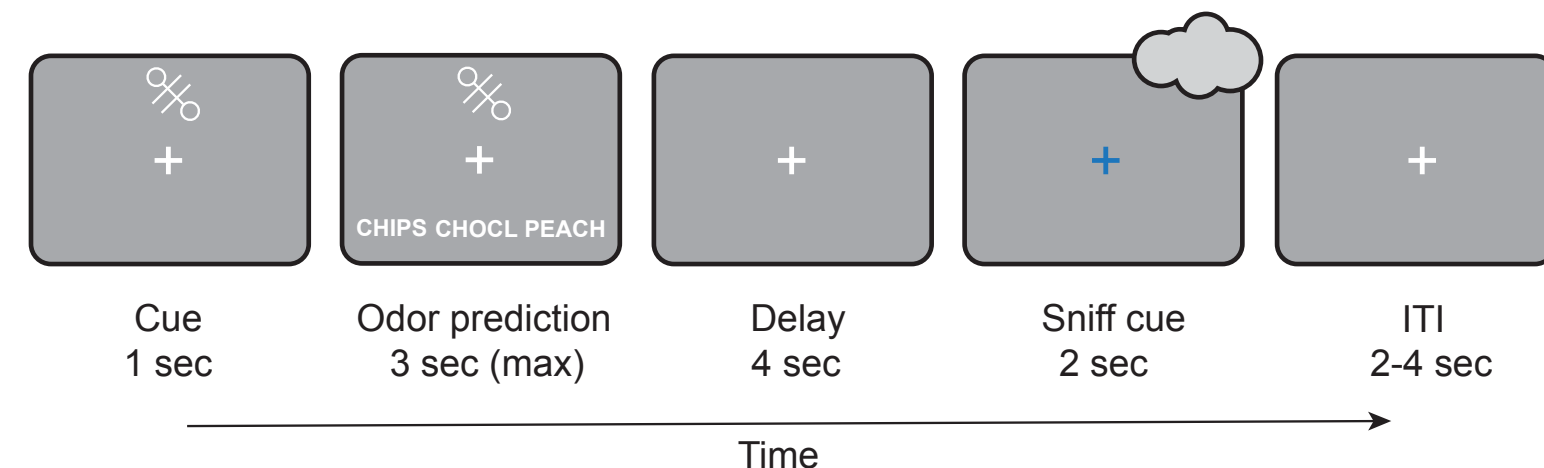 CHIPS CHOCL PEACH
Cue
1 sec
Odor prediction
3 sec (max)
Delay
4 sec
Sniff cue
2 sec
ITI
2-4 sec
Time